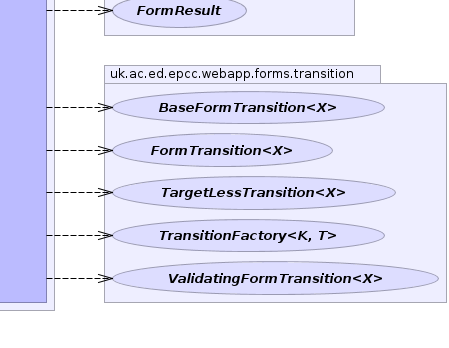 FormResult
uk.ac.ed.epcc.webapp.forms.transition
BaseFormTransition<X>
FormTransition<X>
TargetLessTransition<X>
TransitionFactory<K, T>
ValidatingFormTransition<X>